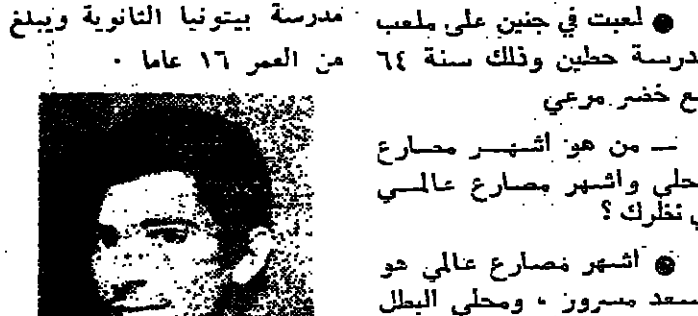 ● لعبت في جنين على ملعب
مدرسة حطين وذلك سنة ٦٤
مع خضر مرعي
— من هو اشهر مصارع
محلي واشهر مصارع عالمي
في نظرك ؟
● اشهر مصارع عالمي هو
اسعد مسرور ، ومحلي البطل
مدرسة بيتونيا الثانوية ويبلغ
من العمر ١٦ عاما ٠